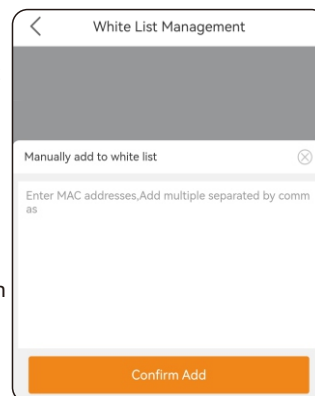 White List Management
Manually add to white list
Enter MAC addresses,Add multiple separated by comm
as
Confirm Add